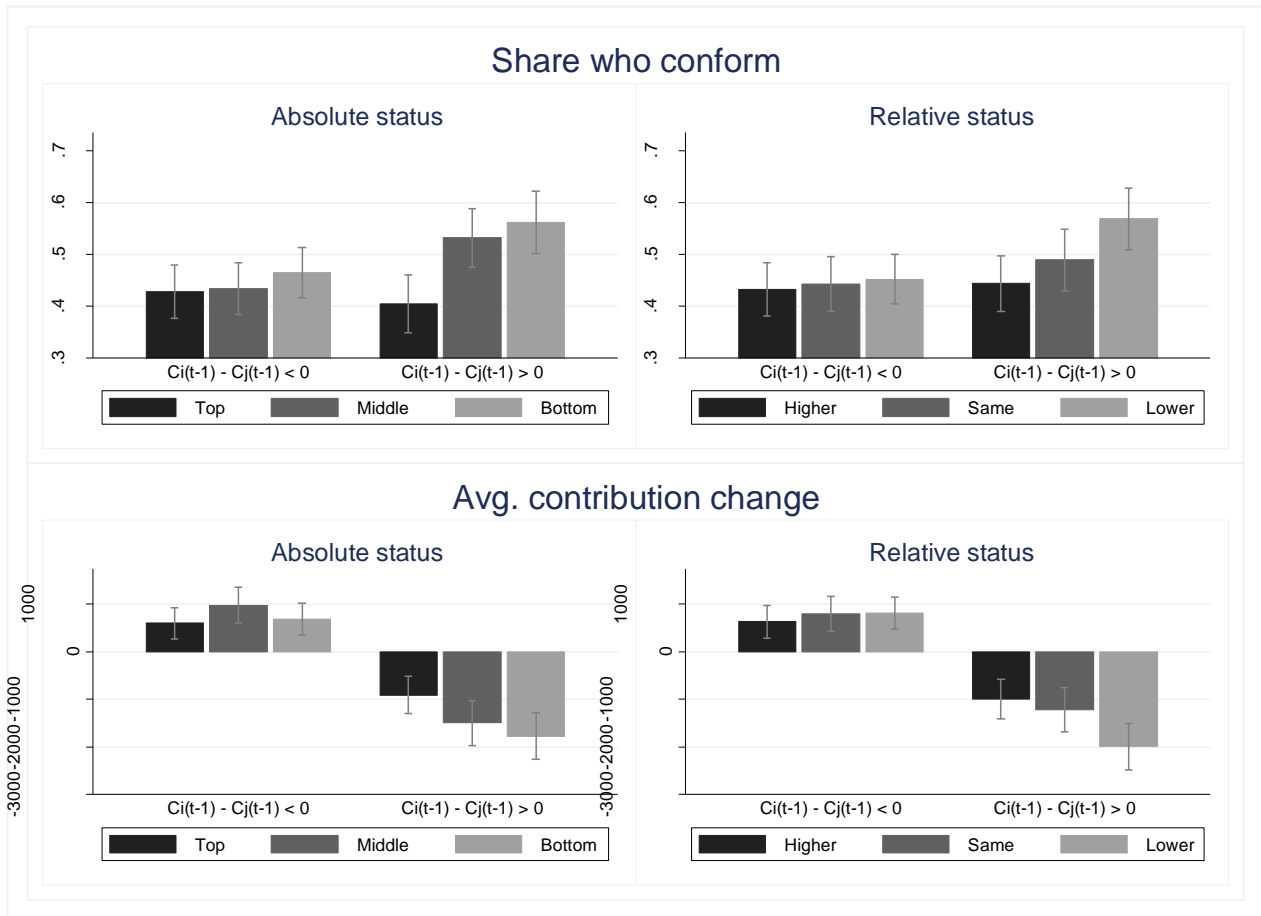 Share who conform
Absolute status
.7
.6
.5
.4
.3
Ci(t-1) - Cj(t-1) < 0 Ci(t-1) - Cj(t-1) > 0
Top Middle Bottom
Relative status
.7
.6
.5
.4
.3
Ci(t-1) - Cj(t-1) < 0 Ci(t-1) - Cj(t-1) > 0
Higher Same Lower
Avg. contribution change
Absolute status
1000
0
-1000
-2000
-3000
Ci(t-1) - Cj(t-1) < 0 Ci(t-1) - Cj(t-1) > 0
Top Middle Bottom
Relative status
1000
0
-1000
-2000
-3000
Ci(t-1) - Cj(t-1) < 0 Ci(t-1) - Cj(t-1) > 0
Higher Same Lower